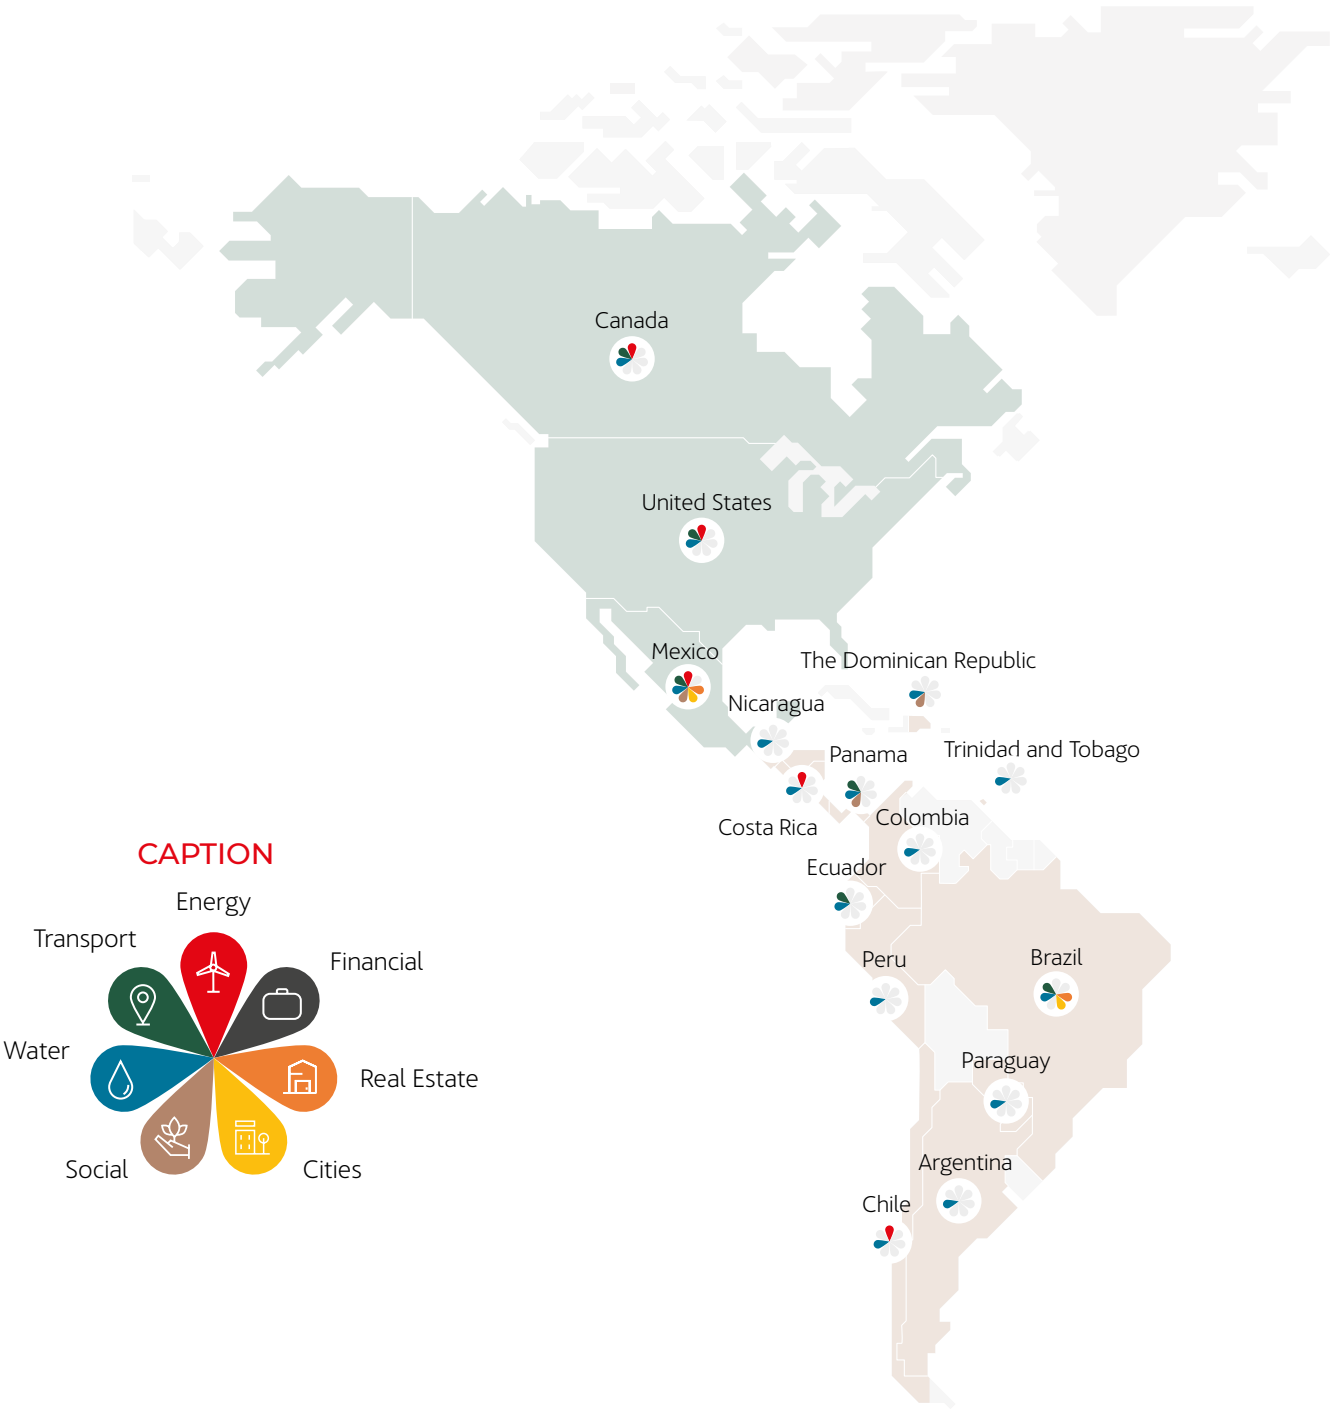 Canada
United States
Mexico
The Dominican Republic
Nicaragua
Panama
Trinidad and Tobago
Costa Rica
Colombia
Ecuador
Peru
Brazil
Paraguay
Argentina
Chile
CAPTION
Energy
Transport
Financial
Water
Real Estate
Social
Cities